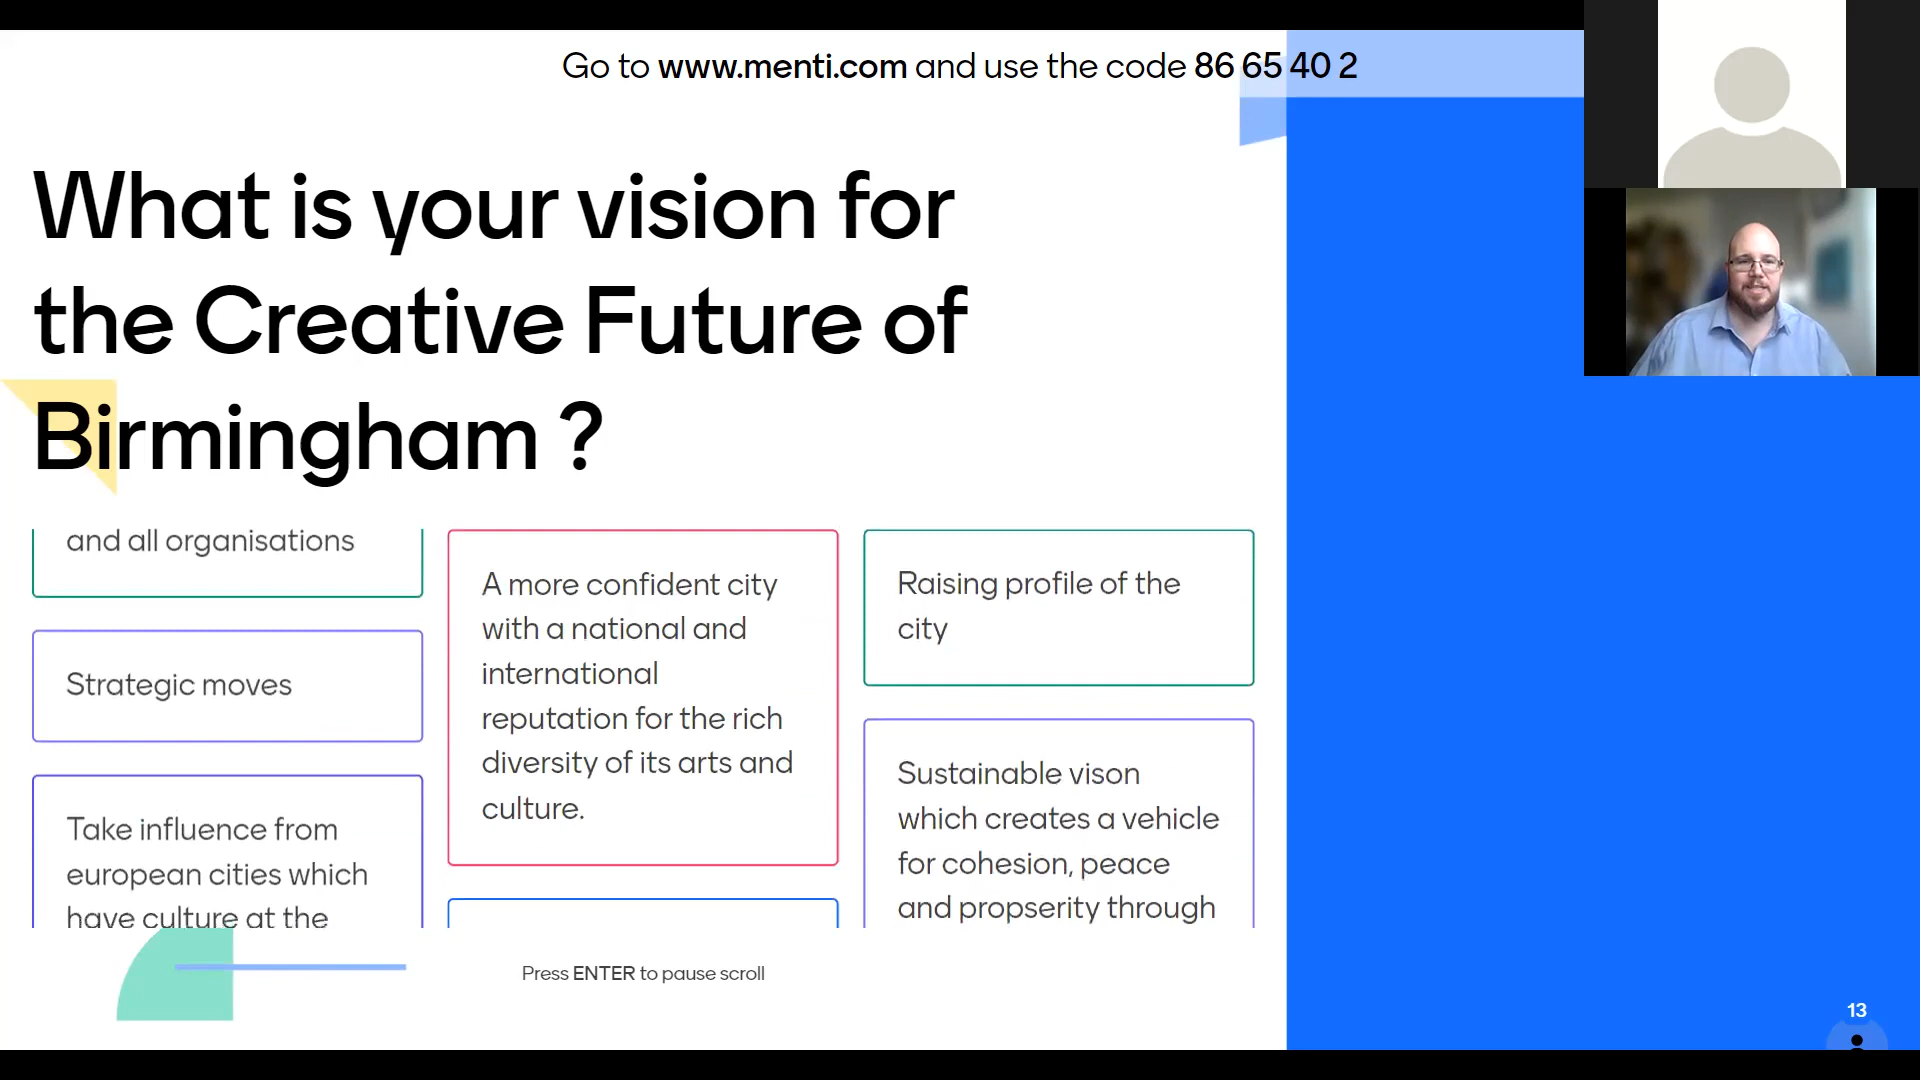 Go to www.menti.com and use the code 86 65 40 2
What is your vision for
the Creative Future of
Birmingham ?
and all organisations
Strategic moves
Take influence from
european cities which
have culture at the
A more confident city
with a national and
international
reputation for the rich
diversity of its arts and
culture.
Raising profile of the
city
Sustainable vison
which creates a vehicle
for cohesion, peace
and propserity through
Press ENTER to pause scroll
13